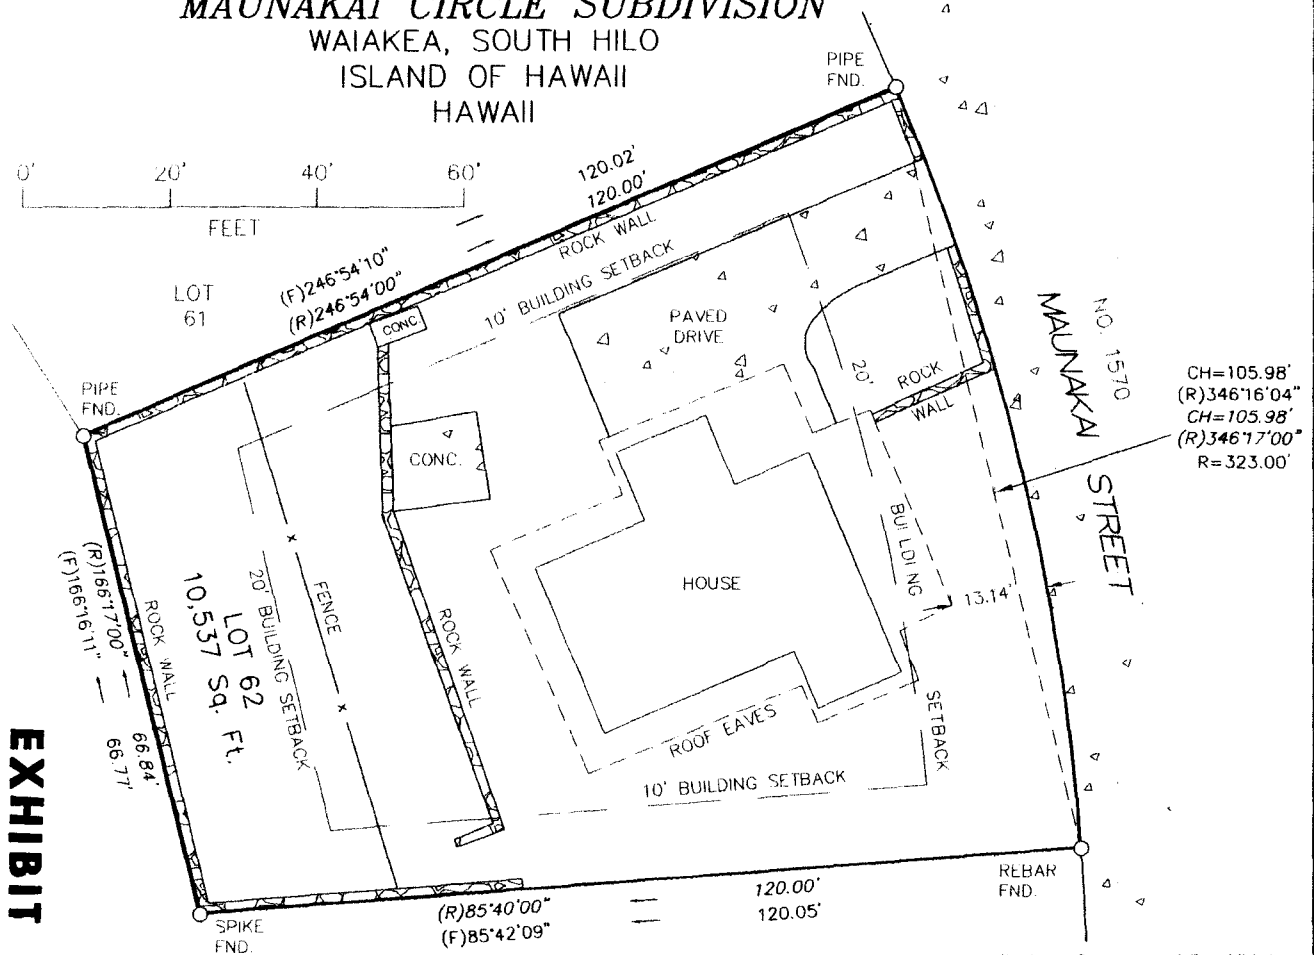 MAUNAKAI CIRCLE SUBDIVISION
WAIAKEA, SOUTH HILO
ISLAND OF HAWAII
HAWAII
PIPE
FND.
0' 20' 40' 60'
FEET
120.02'
120.00'
ROCK WALL
10' BUILDING SETBACK
LOT
61
(F)246°54'10"
(R)246°54'00"
CONC.
PAVED
DRIVE
20'
ROCK
WALL
NO. 1570
MAUNAKAI STREET
CH=105.98'
(R)346°16'04"
CH=105.98'
(R)346°17'00"
R=323.00'
PIPE
FND.
CONC.
BUILDING
SETBACK
HOUSE
13.14'
(R)166°17'00"
(F)166°16'11"
66.84'
66.77'
ROCK WALL
LOT 62
10,537 Sq. Ft.
20' BUILDING SETBACK
x
FENCE
x
ROCK WALL
ROOF EAVES
10' BUILDING SETBACK
EXHIBIT
REBAR
FND.
SPIKE
FND.
(R)85°40'00"
(F)85°42'09"
120.00'
120.05'